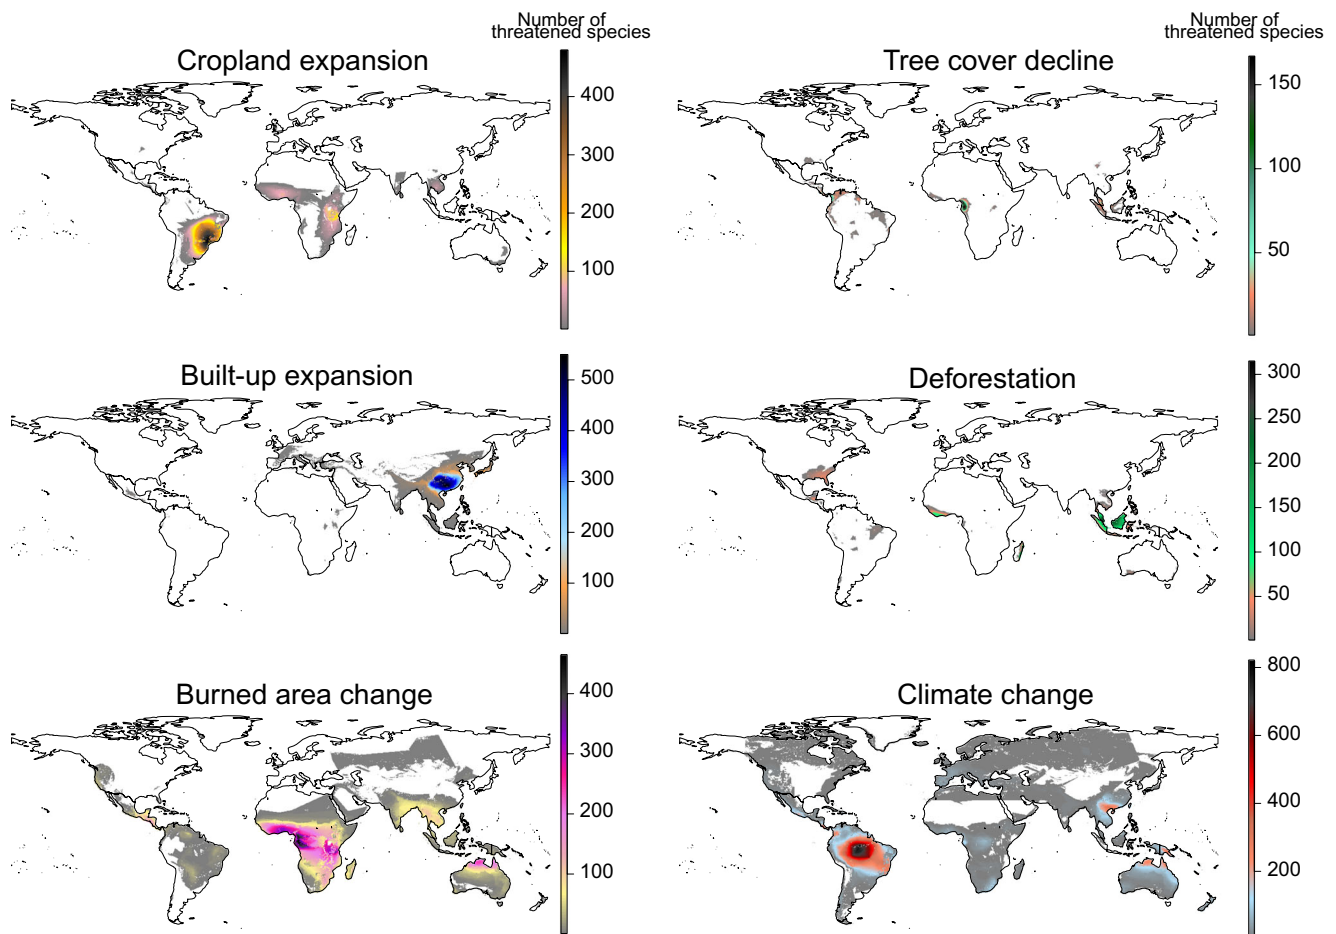 Number of
threatened species
Cropland expansion
400
300
200
100
Number of
threatened species
Tree cover decline
150
100
50
Built-up expansion
500
400
300
200
100
Deforestation
300
250
200
150
100
50
Burned area change
400
300
200
100
Climate change
800
600
400
200